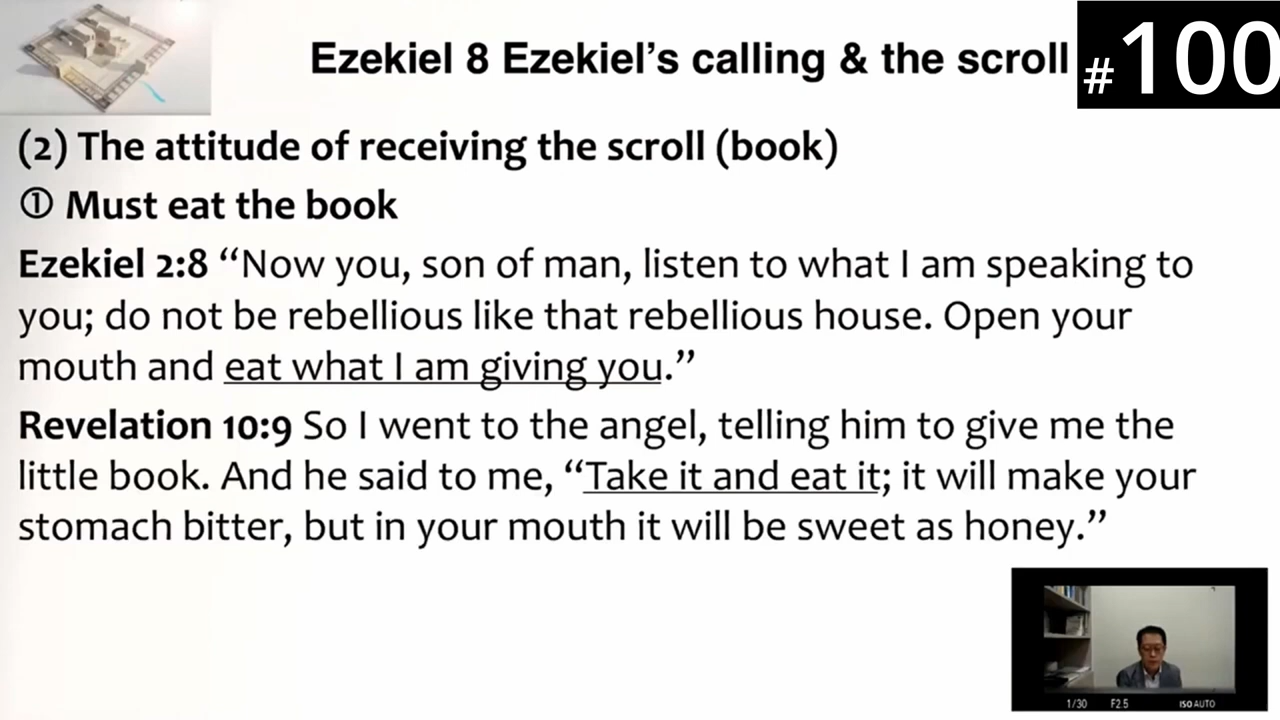 Ezekiel 8 Ezekiel’s calling & the scroll
#100
(2) The attitude of receiving the scroll (book)
① Must eat the book
Ezekiel 2:8 “Now you, son of man, listen to what I am speaking to
you; do not be rebellious like that rebellious house. Open your
mouth and eat what I am giving you.”
Revelation 10:9 So I went to the angel, telling him to give me the
little book. And he said to me, “Take it and eat it; it will make your
stomach bitter, but in your mouth it will be sweet as honey.”
1/30 F2.5 ISO AUTO